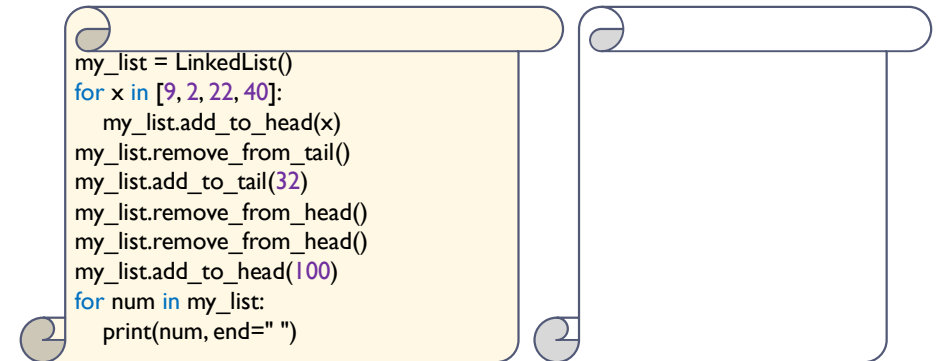 my_list = LinkedList()
for x in [9, 2, 22, 40]:
my_list.add_to_head(x)
my_list.remove_from_tail()
my_list.add_to_tail(32)
my_list.remove_from_head()
my_list.remove_from_head()
my_list.add_to_head(100)
for num in my_list:
print(num, end=" ")